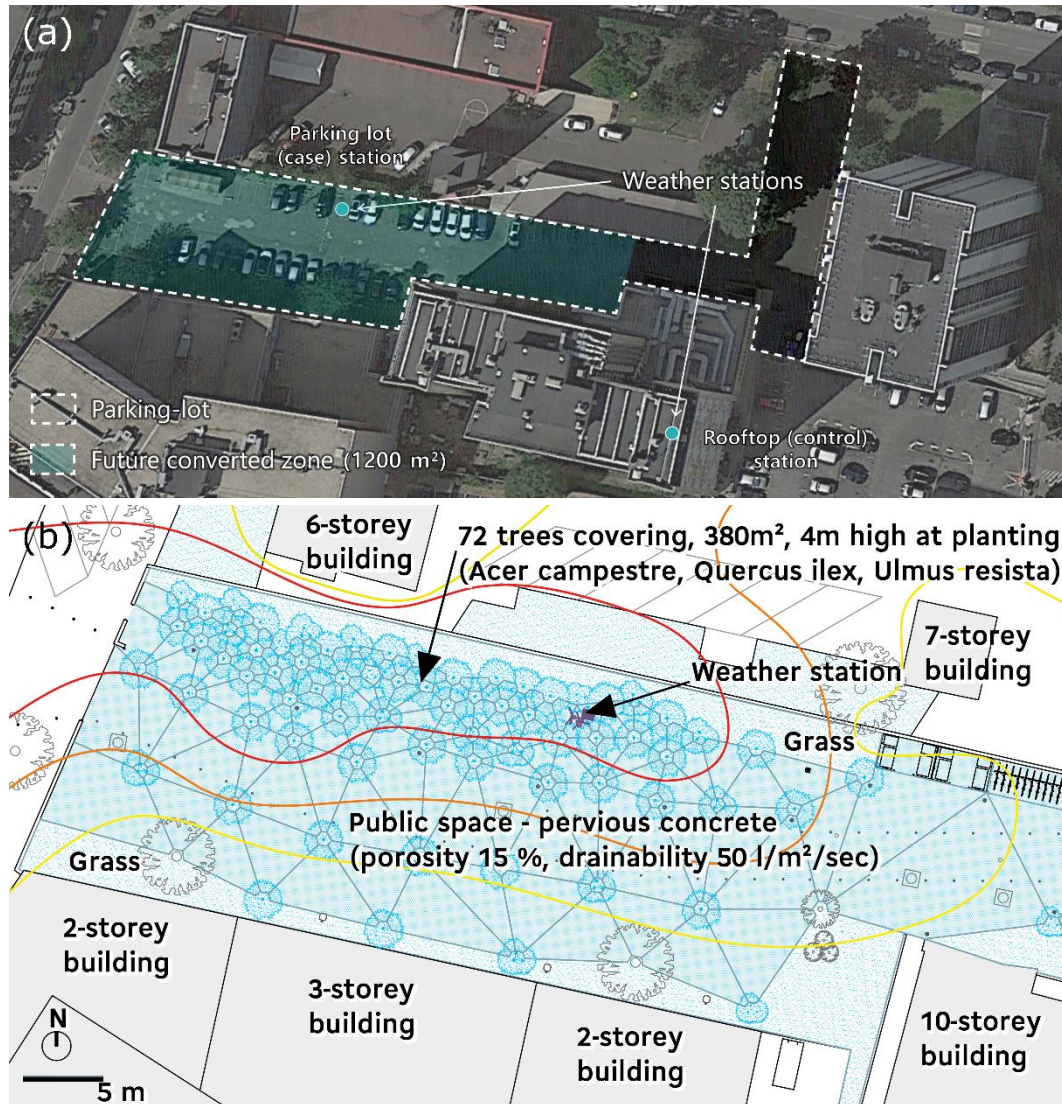 (a)
Parking lot
(case) station
Weather stations
Parking-lot
Future converted zone (1200 m²)
Rooftop (control)
station
(b)
6-storey
building
72 trees covering, 380m², 4m high at planting
(Acer campestre, Quercus ilex, Ulmus resista)
7-storey
building
Weather station
Grass
Public space - pervious concrete
(porosity 15 %, drainability 50 l/m²/sec)
Grass
2-storey
building
3-storey
building
2-storey
building
10-storey
building
N
5 m